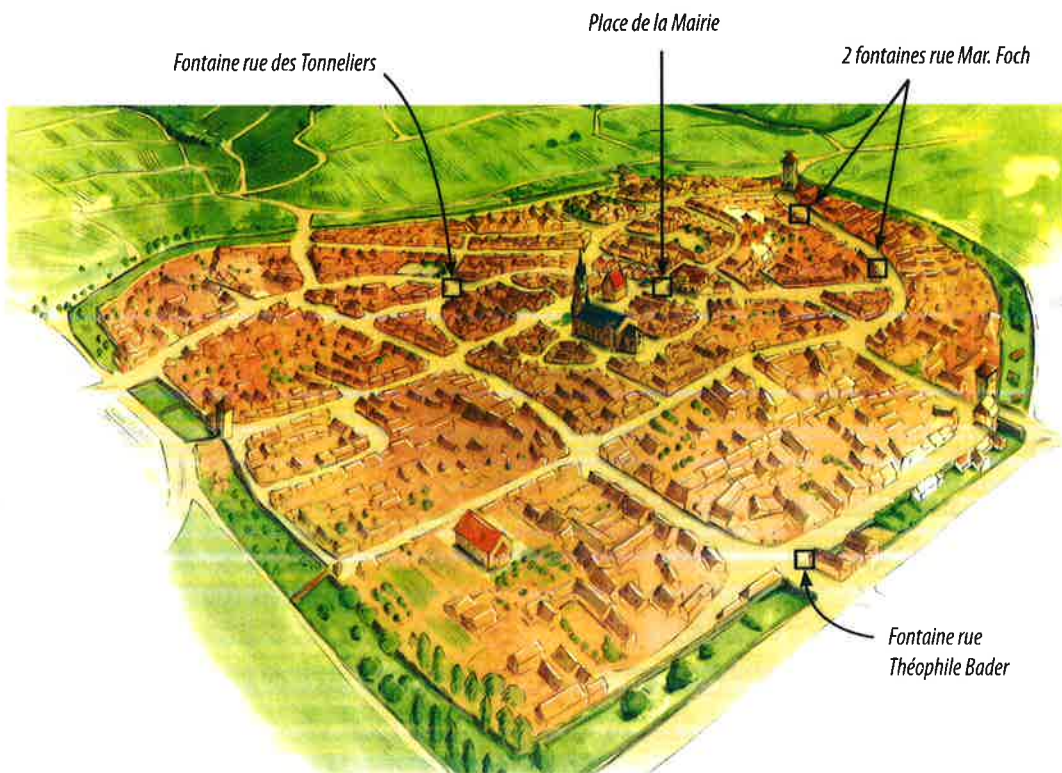 Place de la Mairie
Fontaine rue des Tonneliers
2 fontaines rue Mar. Foch
Fontaine rue
Théophile Bader